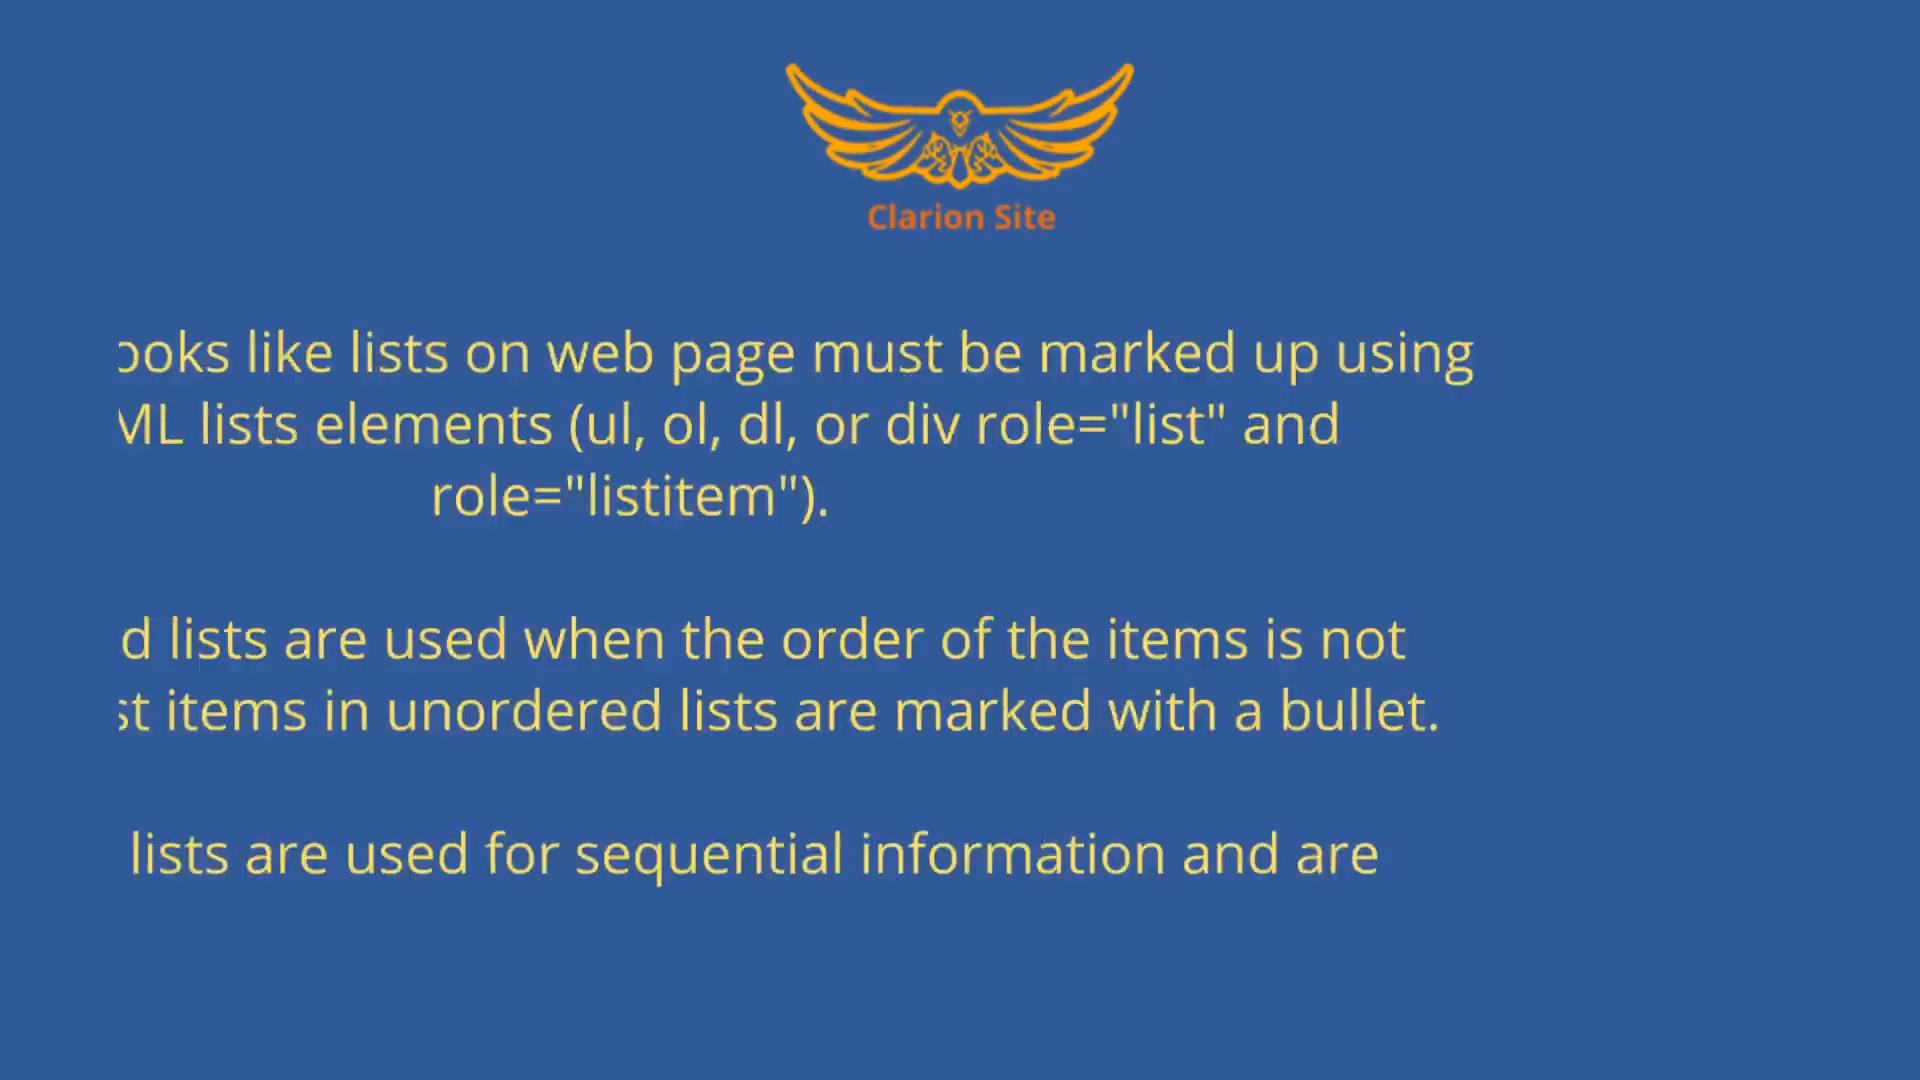 Clarion Site
ooks like lists on web page must be marked up using
ML lists elements (ul, ol, dl, or div role="list" and
role="listitem").
d lists are used when the order of the items is not
st items in unordered lists are marked with a bullet.
lists are used for sequential information and are